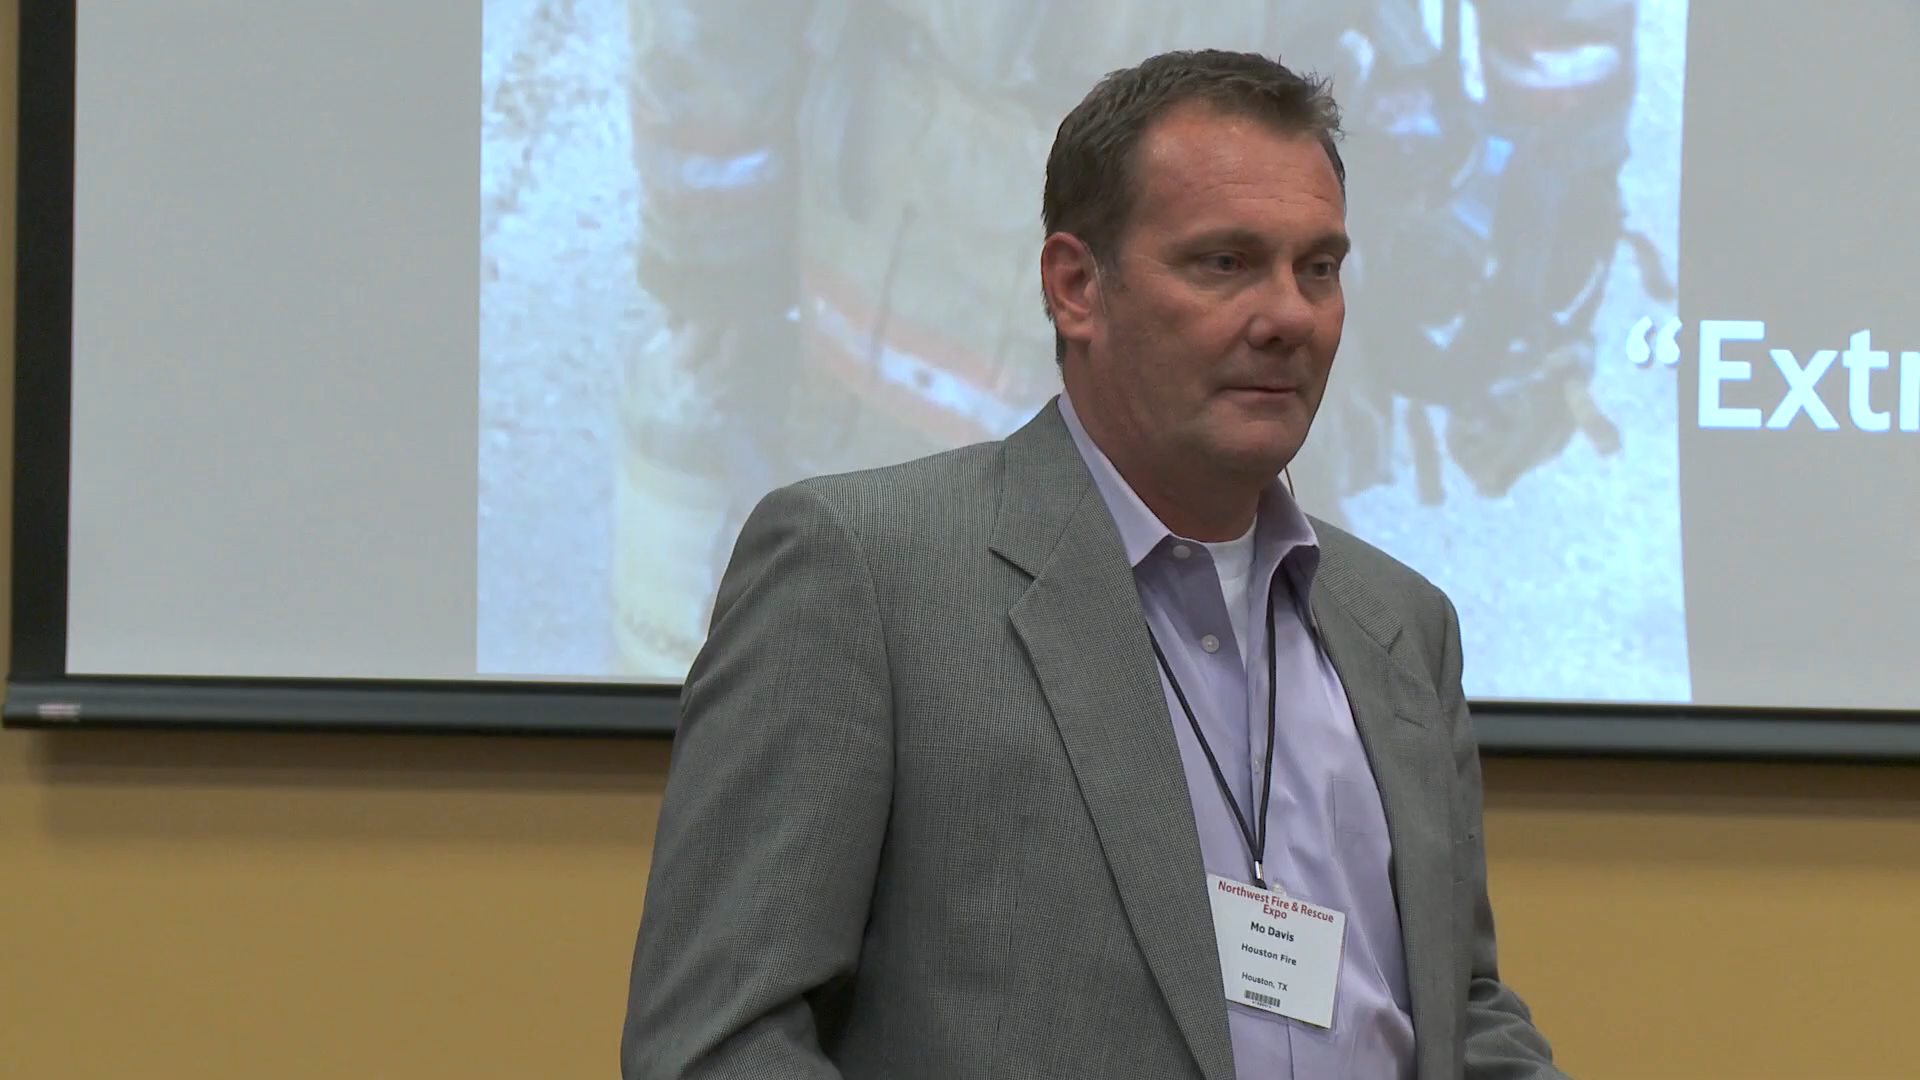 “Extr
Northwest Fire & Rescue
Expo
Mo Davis
Houston Fire
Houston, TX